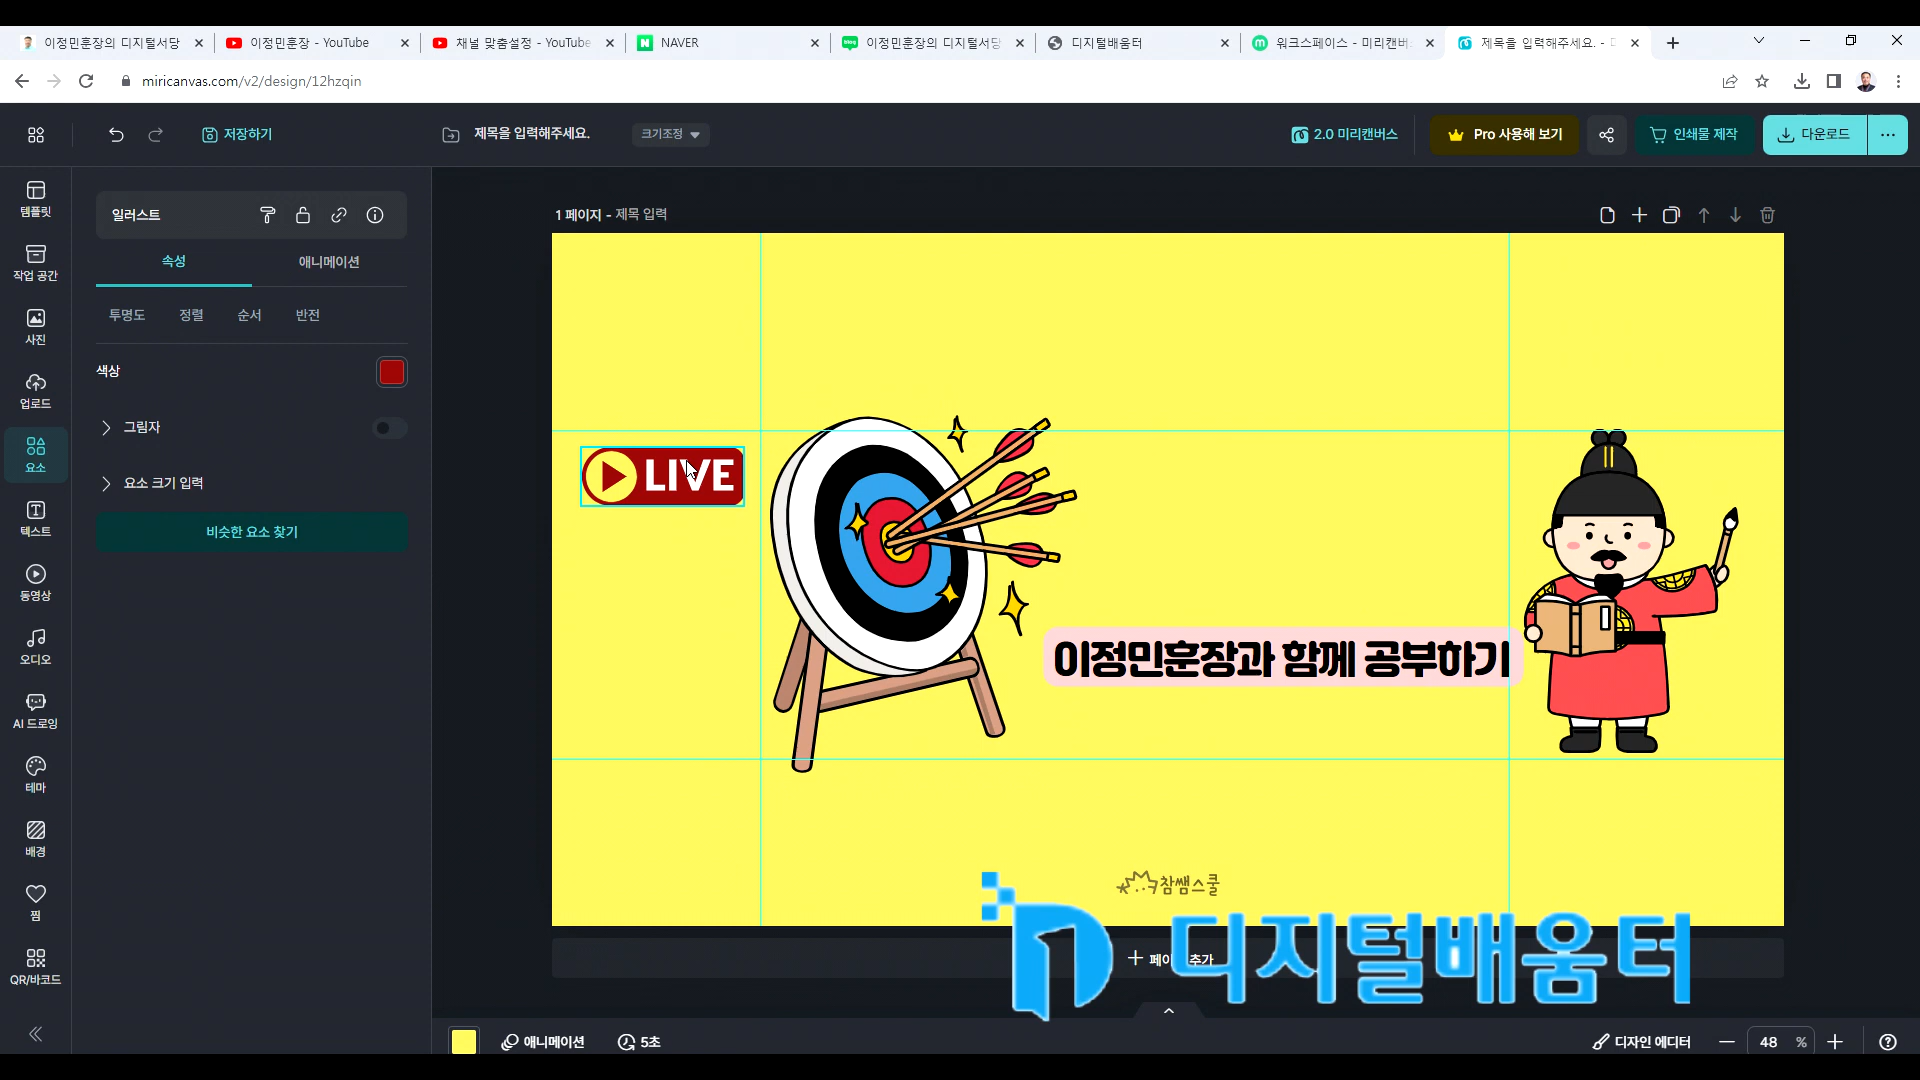 이정민훈장의 디지털서당
이정민훈장 - YouTube
채널 맞춤설정 - YouTube
NAVER
이정민훈장의 디지털서당
디지털배움터
워크스페이스 - 미리캔버스
제목을 입력해주세요. -
miricanvas.com/v2/design/12hzqin
저장하기
제목을 입력해주세요.
크기조정
2.0 미리캔버스
Pro 사용해 보기
인쇄물 제작
다운로드
템플릿
작업 공간
사진
업로드
요소
텍스트
동영상
오디오
AI 드로잉
테마
배경
찜
QR/바코드
일러스트
속성
애니메이션
투명도
정렬
순서
반전
색상
그림자
요소 크기 입력
비슷한 요소 찾기
1 페이지 - 제목 입력
LIVE
이정민훈장과 함께 공부하기
참쌤스쿨
디지털배움터
추가
애니메이션
5초
디자인 에디터
48 %